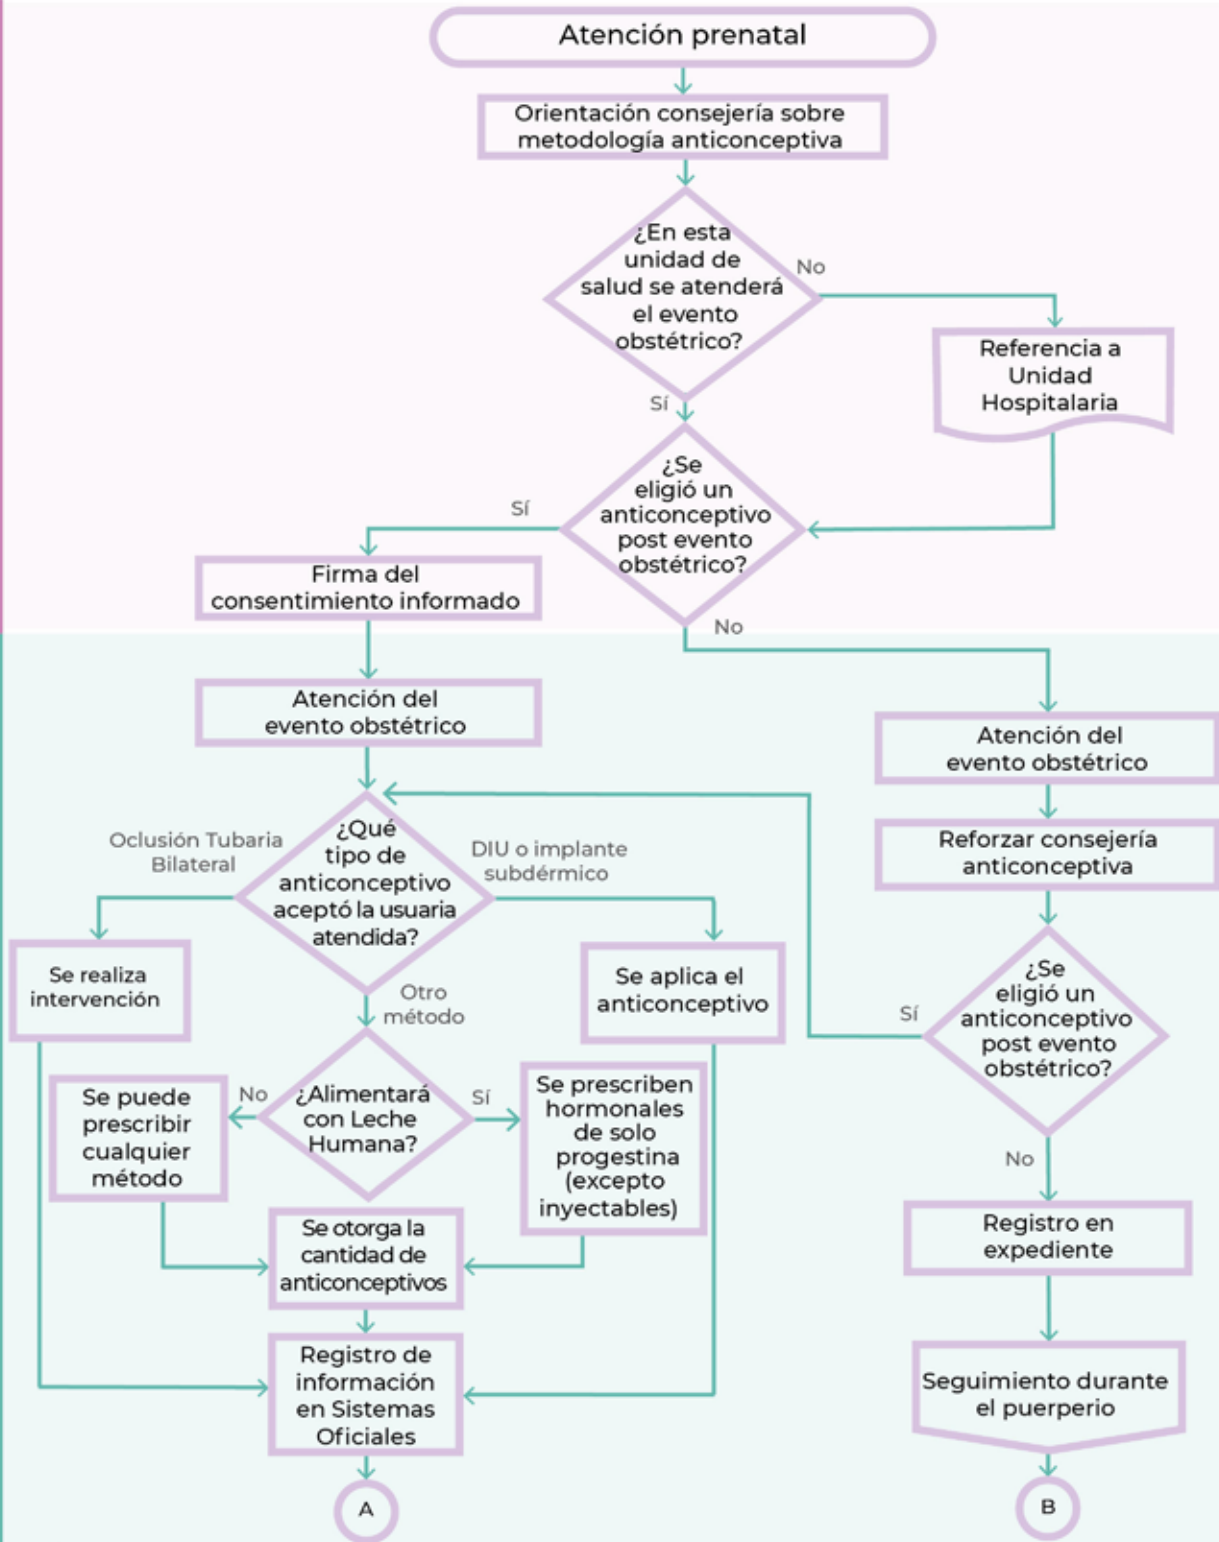 Atención prenatal
Orientación consejería sobre
metodología anticonceptiva
¿En esta
unidad de
salud se atenderá
el evento
obstétrico?
No
Referencia a
Unidad
Hospitalaria
Sí
¿Se
eligió un
anticonceptivo
post evento
obstétrico?
Sí
Firma del
consentimiento informado
No
Atención del
evento obstétrico
Atención del
evento obstétrico
Reforzar consejería
anticonceptiva
¿Qué
tipo de
anticonceptivo
aceptó la usuaria
atendida?
Oclusión Tubaria
Bilateral
DIU o implante
subdérmico
Se realiza
intervención
Se aplica el
anticonceptivo
Otro
método
¿Se
eligió un
anticonceptivo
post evento
obstétrico?
Sí
¿Alimentará
con Leche
Humana?
No
Sí
Se puede
prescribir
cualquier
método
Se prescriben
hormonales
de solo
progestina
(excepto
inyectables)
No
Se otorga la
cantidad de
anticonceptivos
Registro en
expediente
Registro de
información
en Sistemas
Oficiales
Seguimiento durante
el puerperio
A
B